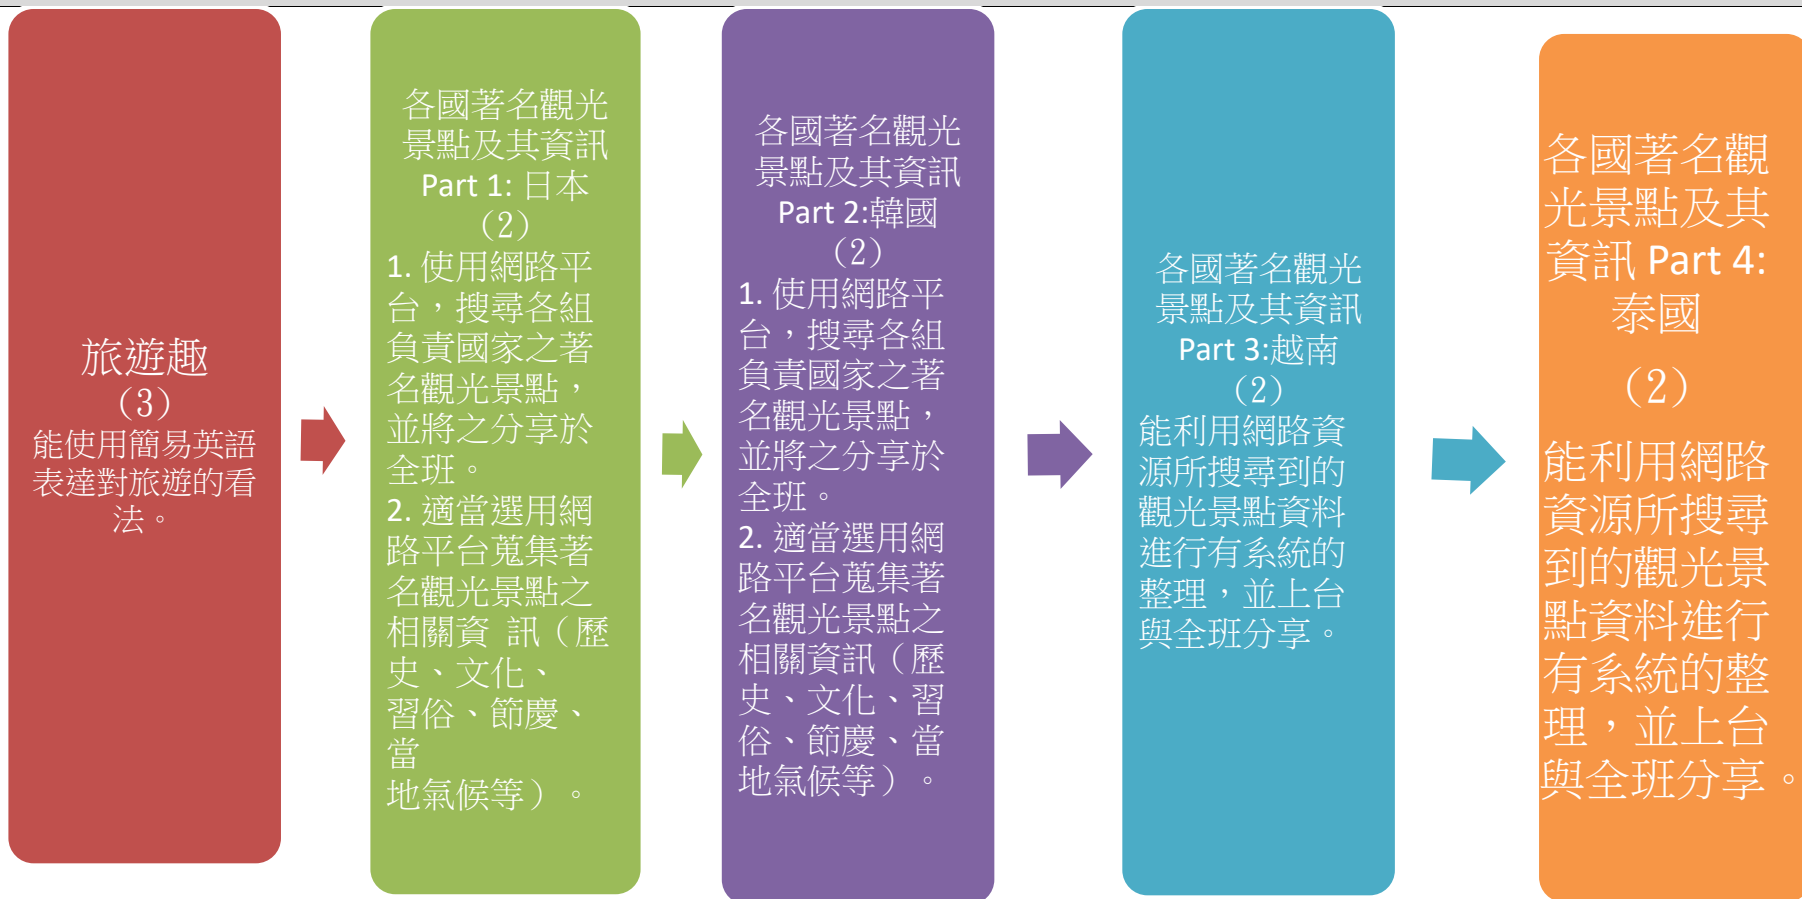 旅遊趣
（3）
能使用簡易英語
表達對旅遊的看
法。
各國著名觀光
景點及其資訊
Part 1: 日本
（2）
1. 使用網路平
台，搜尋各組
負責國家之著
名觀光景點，
並將之分享於
全班。
2. 適當選用網
路平台蒐集著
名觀光景點之
相關資 訊（歷
史、文化、
習俗、節慶、
當
地氣候等）。
各國著名觀光
景點及其資訊
Part 2:韓國
（2）
1. 使用網路平
台，搜尋各組
負責國家之著
名觀光景點，
並將之分享於
全班。
2. 適當選用網
路平台蒐集著
名觀光景點之
相關資訊（歷
史、文化、習
俗、節慶、當
地氣候等）。
各國著名觀光
景點及其資訊
Part 3:越南
（2）
能利用網路資
源所搜尋到的
觀光景點資料
進行有系統的
整理，並上台
與全班分享。
各國著名觀
光景點及其
資訊 Part 4:
泰國
（2）
能利用網路
資源所搜尋
到的觀光景
點資料進行
有系統的整
理，並上台
與全班分享。